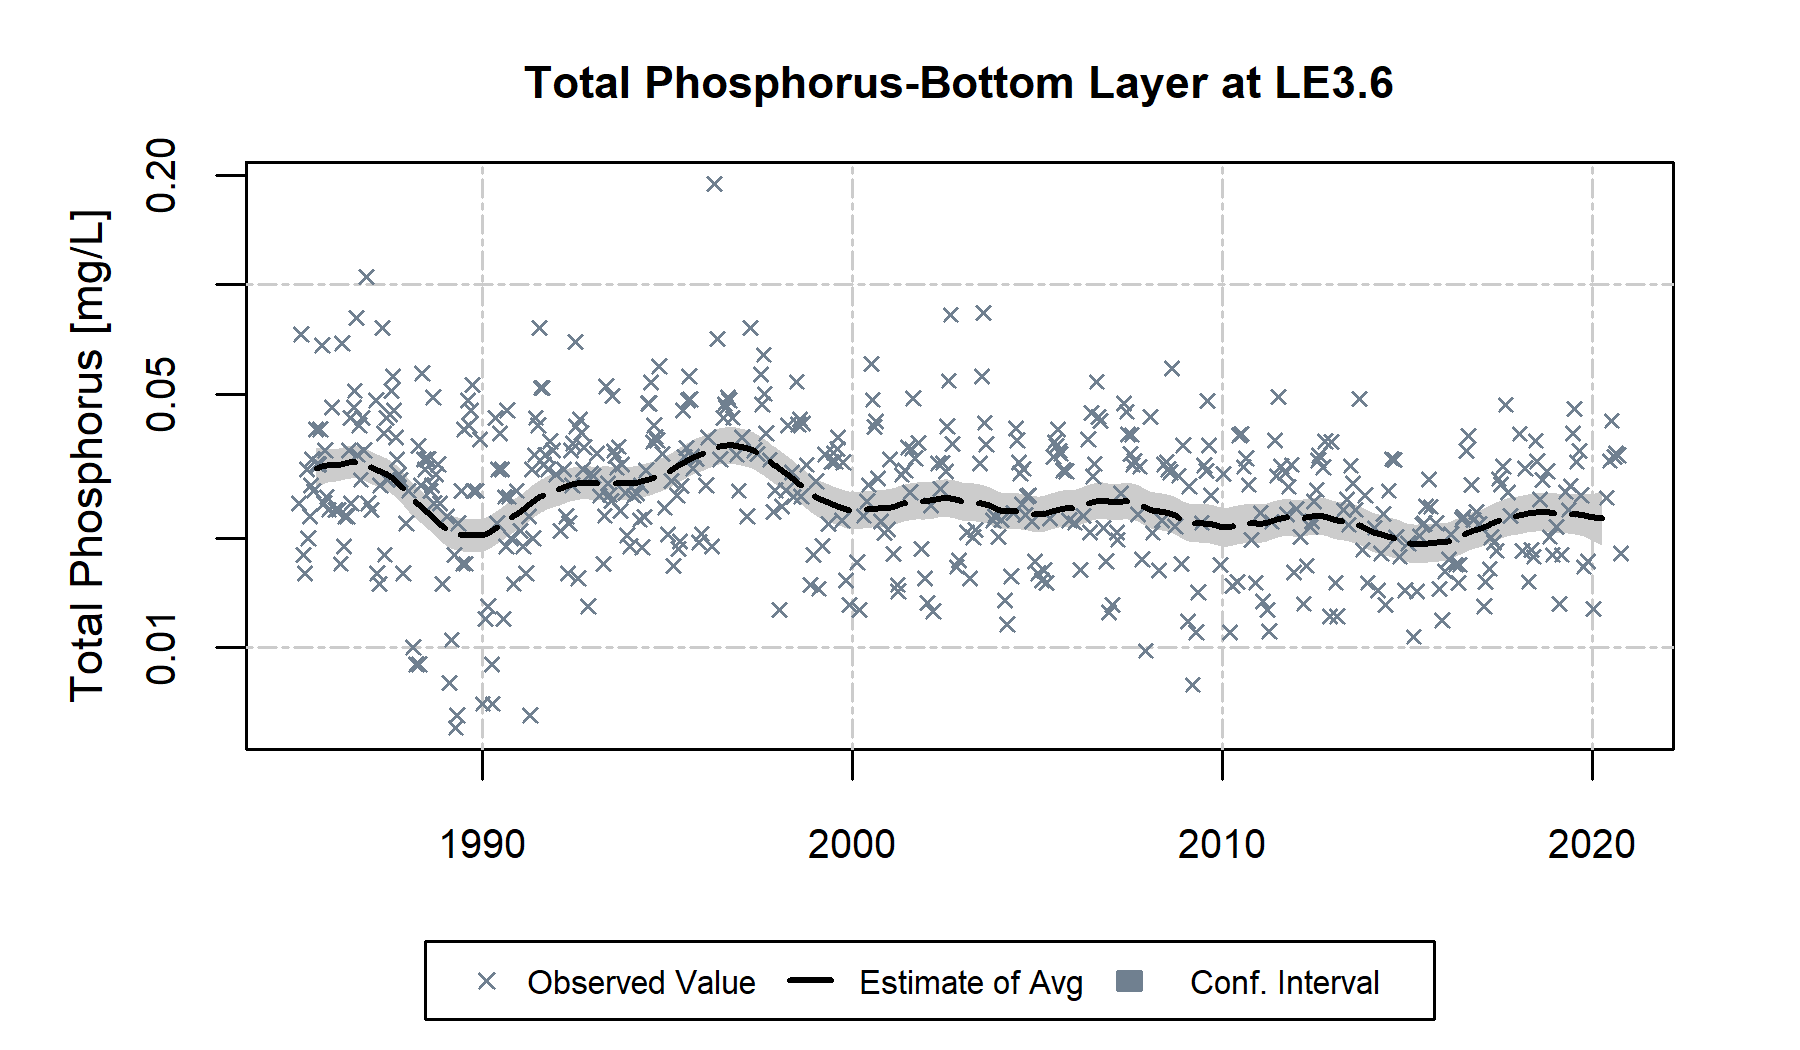 Total Phosphorus-Bottom Layer at LE3.6
Total Phosphorus [mg/L]
0.20
0.05
0.01
1990 2000 2010 2020
Observed Value Estimate of Avg Conf. Interval